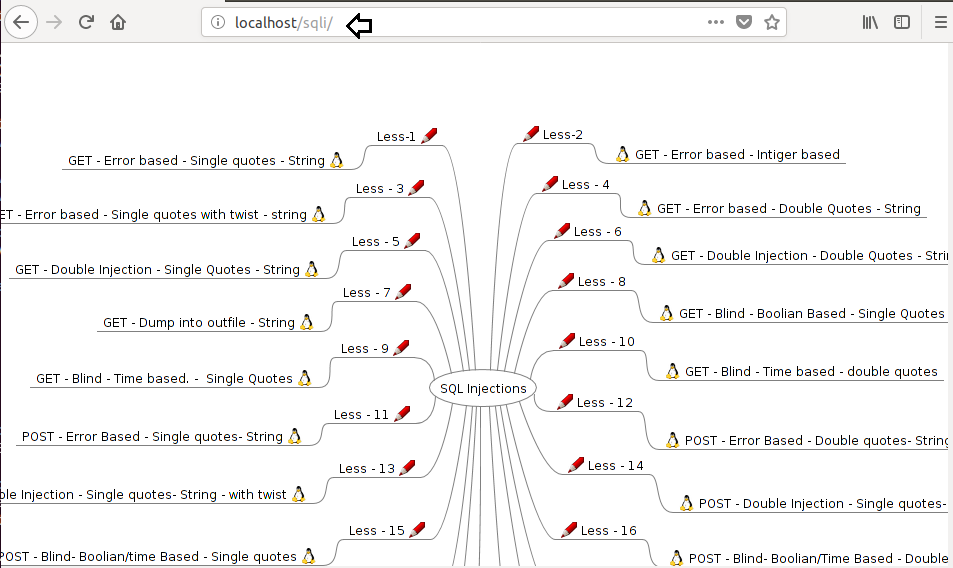 localhost/sqli/
Less-1
GET - Error based - Single quotes - String
Less-2
GET - Error based - Intiger based
Less - 3
ET - Error based - Single quotes with twist - string
Less - 4
GET - Error based - Double Quotes - String
Less - 5
GET - Double Injection - Single Quotes - String
Less - 6
GET - Double Injection - Double Quotes - Strin
Less - 7
GET - Dump into outfile - String
Less - 8
GET - Blind - Boolian Based - Single Quotes
Less - 9
GET - Blind - Time based. - Single Quotes
Less - 10
GET - Blind - Time based - double quotes
SQL Injections
Less - 11
POST - Error Based - Single quotes- String
Less - 12
POST - Error Based - Double quotes- String
Less - 13
ble Injection - Single quotes- String - with twist
Less - 14
POST - Double Injection - Single quotes-
Less - 15
POST - Blind- Boolian/time Based - Single quotes
Less - 16
POST - Blind- Boolian/Time Based - Double